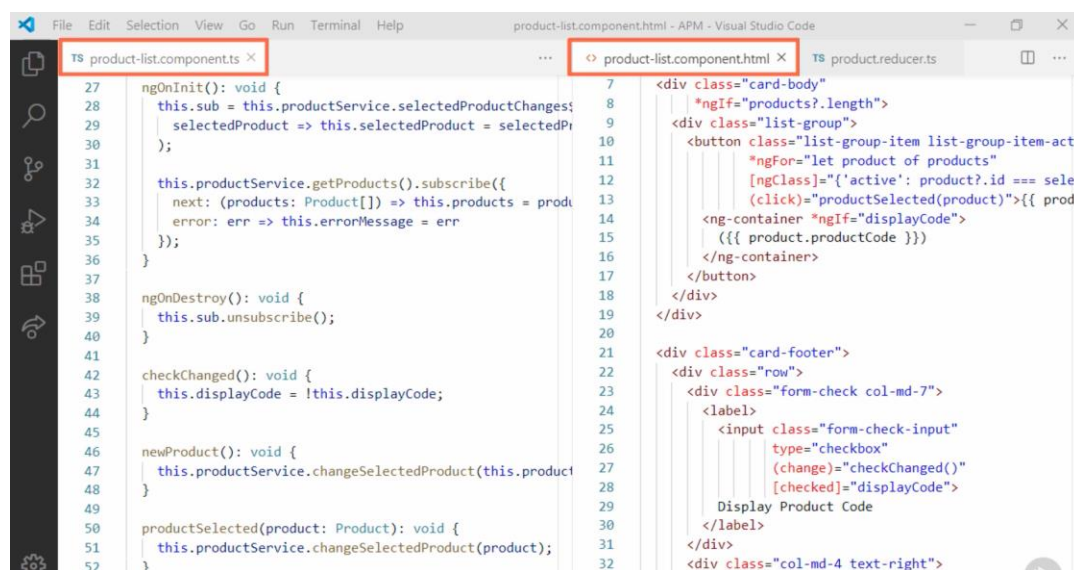 File Edit Selection View Go Run Terminal Help product-list.component.html - APM - Visual Studio Code
TS product-list.component.ts
27 ngOnInit(): void {
28 this.sub = this.productService.selectedProductChanges$
29 selectedProduct => this.selectedProduct = selectedPr
30 );
31
32 this.productService.getProducts().subscribe({
33 next: (products: Product[]) => this.products = produ
34 error: err => this.errorMessage = err
35 });
36 }
37
38 ngOnDestroy(): void {
39 this.sub.unsubscribe();
40 }
41
42 checkChanged(): void {
43 this.displayCode = !this.displayCode;
44 }
45
46 newProduct(): void {
47 this.productService.changeSelectedProduct(this.product
48 }
49
50 productSelected(product: Product): void {
51 this.productService.changeSelectedProduct(product);
52 }
<> product-list.component.html TS product.reducer.ts
7 <div class="card-body"
8 *ngIf="products?.length">
9 <div class="list-group">
10 <button class="list-group-item list-group-item-act
11 *ngFor="let product of products"
12 [ngClass]="{'active': product?.id === sele
13 (click)="productSelected(product)">{{ prod
14 <ng-container *ngIf="displayCode">
15 ({{ product.productCode }})
16 </ng-container>
17 </button>
18 </div>
19 </div>
20
21 <div class="card-footer">
22 <div class="row">
23 <div class="form-check col-md-7">
24 <label>
25 <input class="form-check-input"
26 type="checkbox"
27 (change)="checkChanged()"
28 [checked]="displayCode">
29 Display Product Code
30 </label>
31 </div>
32 <div class="col-md-4 text-right">